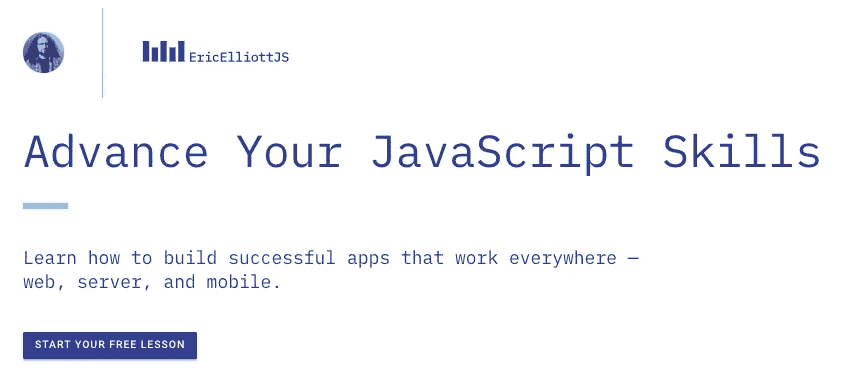 EricElliottJS
Advance Your JavaScript Skills
Learn how to build successful apps that work everywhere —
web, server, and mobile.
START YOUR FREE LESSON